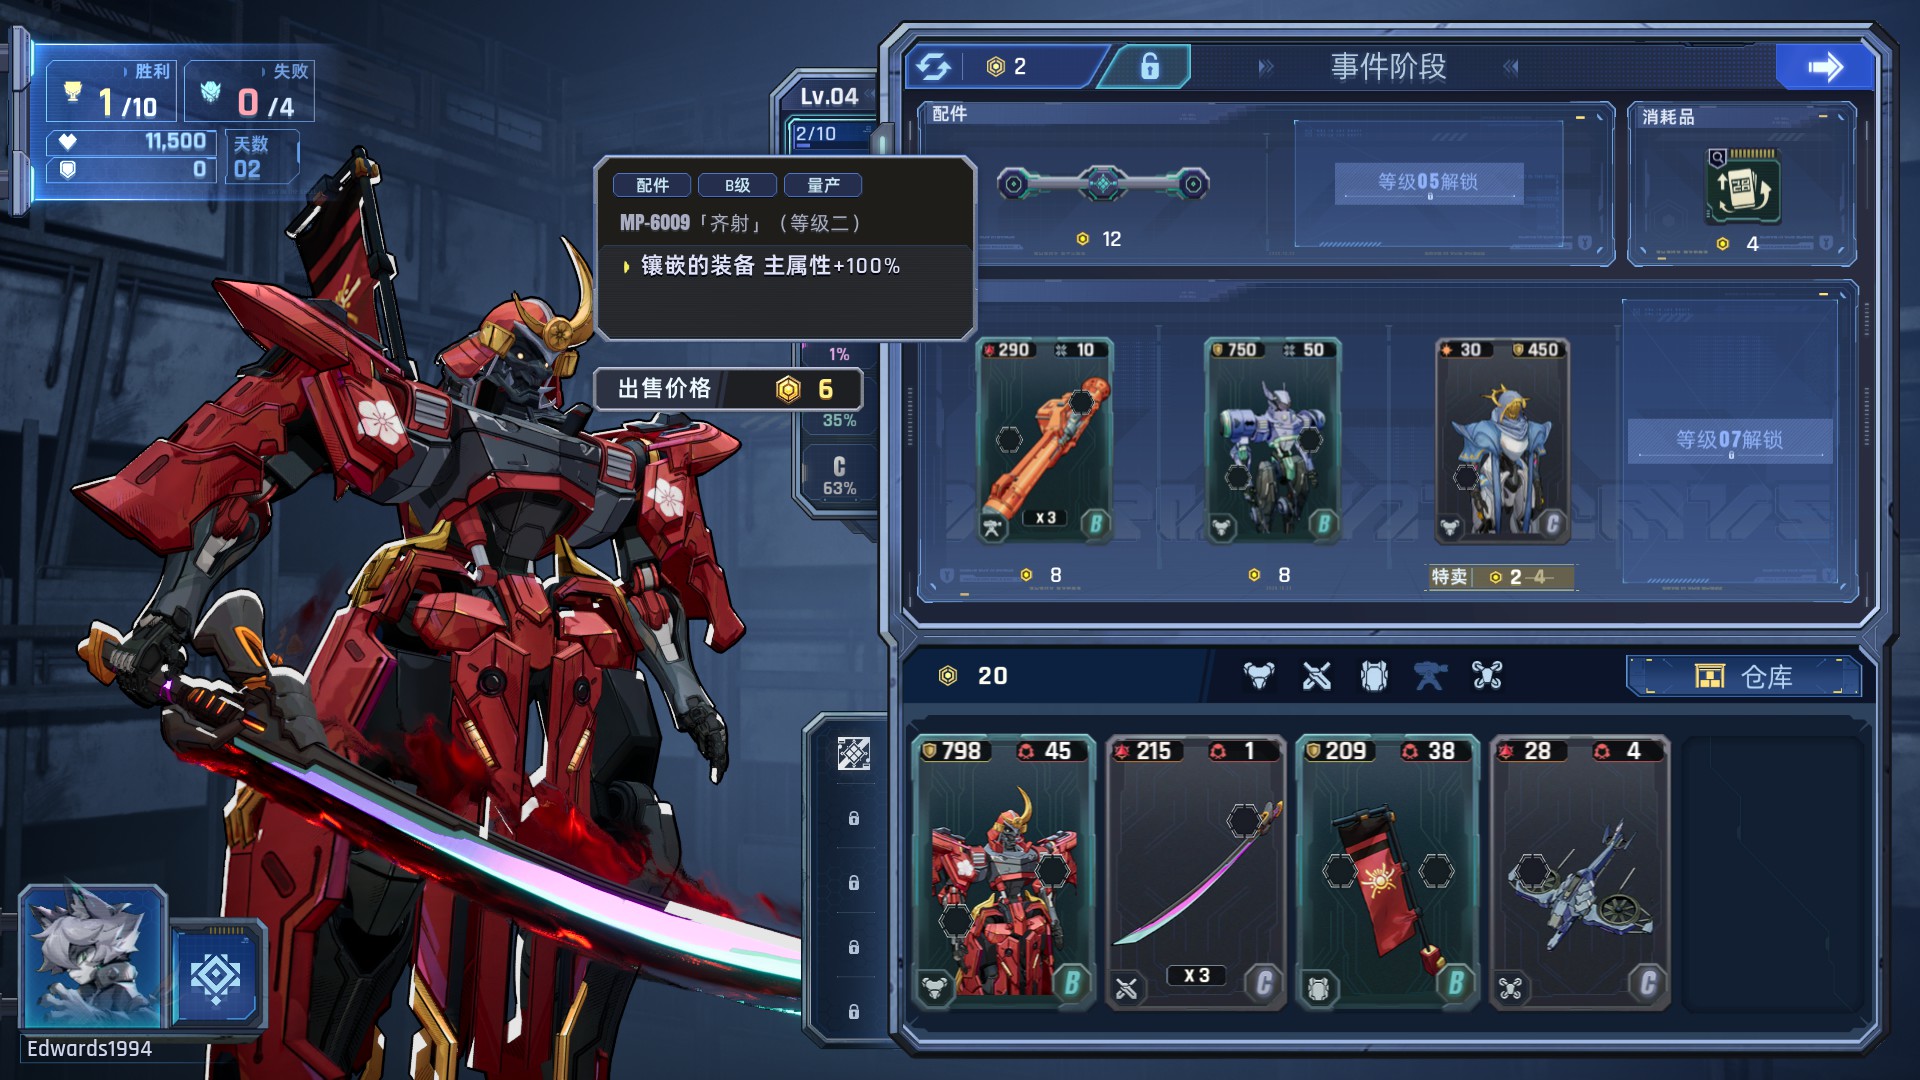 胜利
1/10
失败
0/4
11,500
0
天数
02
Lv.04
2/10
配件
B级
量产
MP-6009「齐射」（等级二）
镶嵌的装备 主属性+100%
出售价格
6
1%
35%
C
63%
2
事件阶段
配件
12
等级05解锁
消耗品
4
290
10
x3
B
8
750
50
B
8
30
450
C
特卖
2
4
等级07解锁
20
仓库
798
45
B
215
1
x3
C
209
38
B
28
4
C
Edwards1994